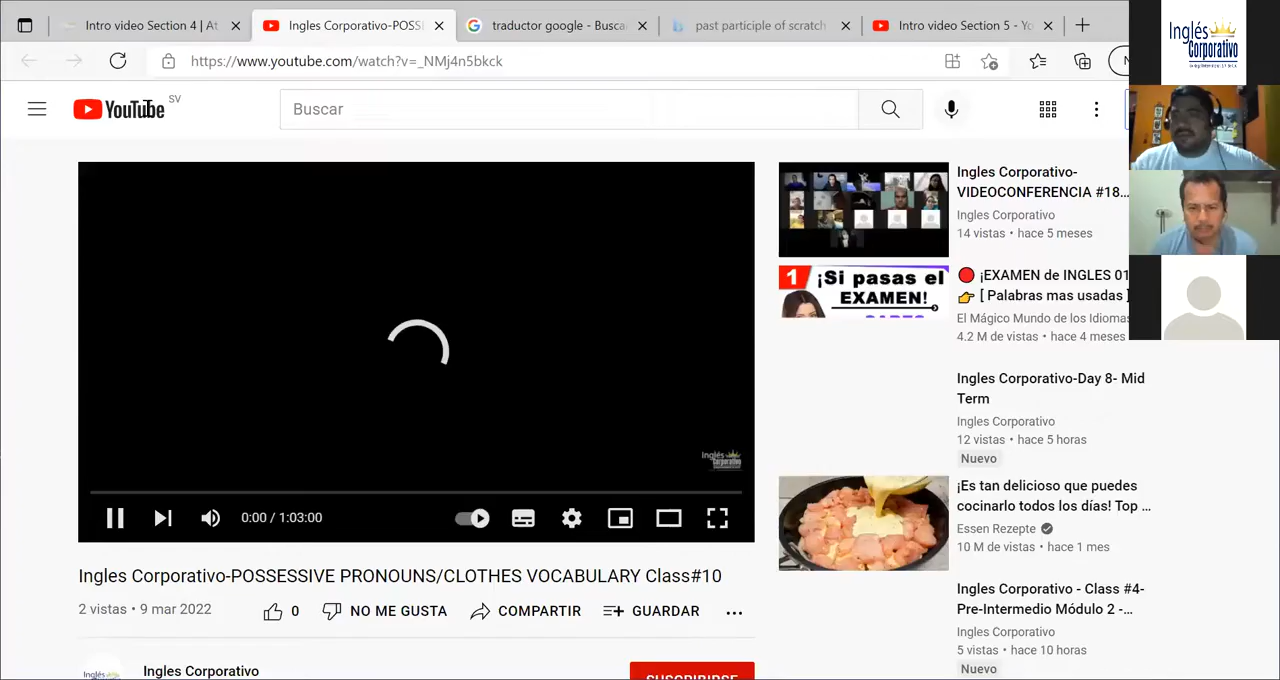 Intro video Section 4 | At
Ingles Corporativo-POSSE
traductor google - Buscar
past participle of scratch
Intro video Section 5 - Yo
https://www.youtube.com/watch?v=_NMj4n5bkck
YouTube SV
Buscar
Inglés
Corporativo
Inglés
Corporativo
0:00 / 1:03:00
Ingles Corporativo-POSSESSIVE PRONOUNS/CLOTHES VOCABULARY Class#10
2 vistas • 9 mar 2022
0
NO ME GUSTA
COMPARTIR
GUARDAR
Inglés
Ingles Corporativo
SUSCRIBIRSE
Ingles Corporativo-
VIDEOCONFERENCIA #18...
Ingles Corporativo
14 vistas • hace 5 meses
1
¡Si pasas el
EXAMEN!
¡EXAMEN de INGLES 01
[ Palabras mas usadas ]
El Mágico Mundo de los Idiomas
4.2 M de vistas • hace 4 meses
Ingles Corporativo-Day 8- Mid
Term
Ingles Corporativo
12 vistas • hace 5 horas
Nuevo
¡Es tan delicioso que puedes
cocinarlo todos los días! Top ...
Essen Rezepte
10 M de vistas • hace 1 mes
Ingles Corporativo - Class #4-
Pre-Intermedio Módulo 2 -...
Ingles Corporativo
5 vistas • hace 10 horas
Nuevo